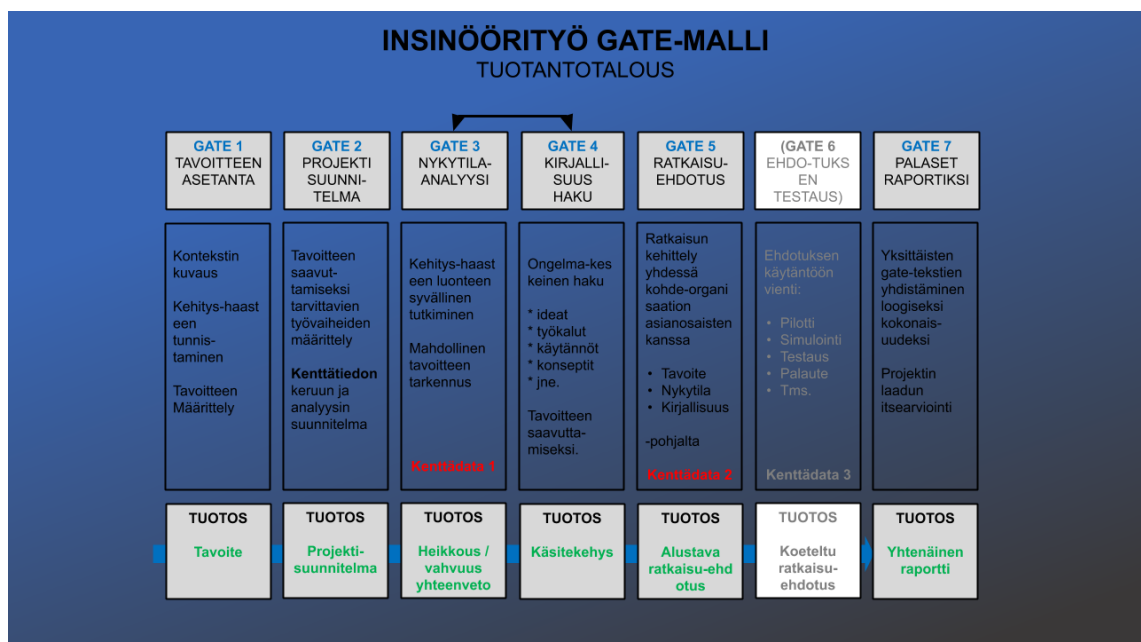 INSINÖÖRITYÖ GATE-MALLI
TUOTANTOTALOUS
GATE 1
TAVOITTEEN
ASETANTA
GATE 2
PROJEKTI
SUUNNI-
TELMA
GATE 3
NYKYTILA-
ANALYYSI
GATE 4
KIRJALLI-
SUUS
HAKU
GATE 5
RATKAISU-
EHDOTUS
(GATE 6
EHDO-TUKS
EN
TESTAUS)
GATE 7
PALASET
RAPORTIKSI
Kontekstin
kuvaus
Kehitys-haast
een
tunnis-
taminen
Tavoitteen
Määrittely
Tavoitteen
saavut-
tamiseksi
tarvittavien
työvaiheiden
määrittely
Kenttätiedon
keruun ja
analyysin
suunnitelma
Kehitys-haast
een luonteen
syvällinen
tutkiminen
Mahdollinen
tavoitteen
tarkennus
Kenttädata 1
Ongelma-kes
keinen haku
* ideat
* työkalut
* käytännöt
* konseptit
* jne.
Tavoitteen
saavutta-
miseksi.
Ratkaisun
kehittely
yhdessä
kohde-organi
saation
asianosaisten
kanssa
• Tavoite
• Nykytila
• Kirjallisuus
-pohjalta
Kenttädata 2
Ehdotuksen
käytäntöön
vienti:
• Pilotti
• Simulointi
• Testaus
• Palaute
• Tms.
Kenttädata 3
Yksittäisten
gate-tekstien
yhdistäminen
loogiseksi
kokonais-
uudeksi
Projektin
laadun
itsearviointi
TUOTOS
Tavoite
TUOTOS
Projekti-
suunnitelma
TUOTOS
Heikkous /
vahvuus
yhteenveto
TUOTOS
Käsitekehys
TUOTOS
Alustava
ratkaisu-ehd
otus
TUOTOS
Koeteltu
ratkaisu-
ehdotus
TUOTOS
Yhtenäinen
raportti